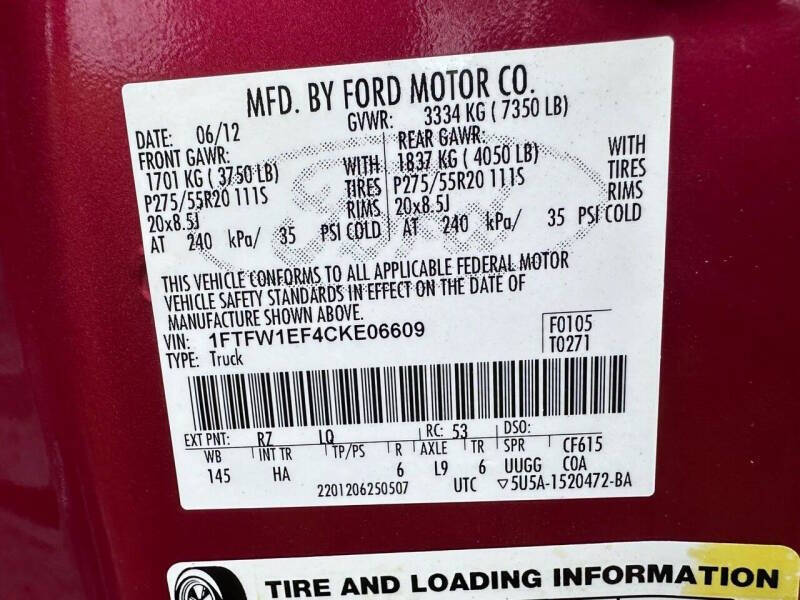 MFD. BY FORD MOTOR CO.
DATE: 06/12 GVWR: 3334 KG ( 7350 LB)
FRONT GAWR: REAR GAWR:
1701 KG ( 3750 LB) WITH 1837 KG ( 4050 LB) WITH
P275/55R20 111S TIRES P275/55R20 111S TIRES
20x8.5J RIMS 20x8.5J RIMS
AT 240 kPa/ 35 PSI COLD AT 240 kPa/ 35 PSI COLD
THIS VEHICLE CONFORMS TO ALL APPLICABLE FEDERAL MOTOR
VEHICLE SAFETY STANDARDS IN EFFECT ON THE DATE OF
MANUFACTURE SHOWN ABOVE.
VIN: 1FTFW1EF4CKE06609 F0105
TYPE: Truck T0271
EXT PNT: RZ LQ RC: 53 DSO:
WB INT TR TP/PS R AXLE TR SPR CF615
145 HA 6 L9 6 UUGG COA
2201206250507 UTC ▽5U5A-1520472-BA
Ford
TIRE AND LOADING INFORMATION